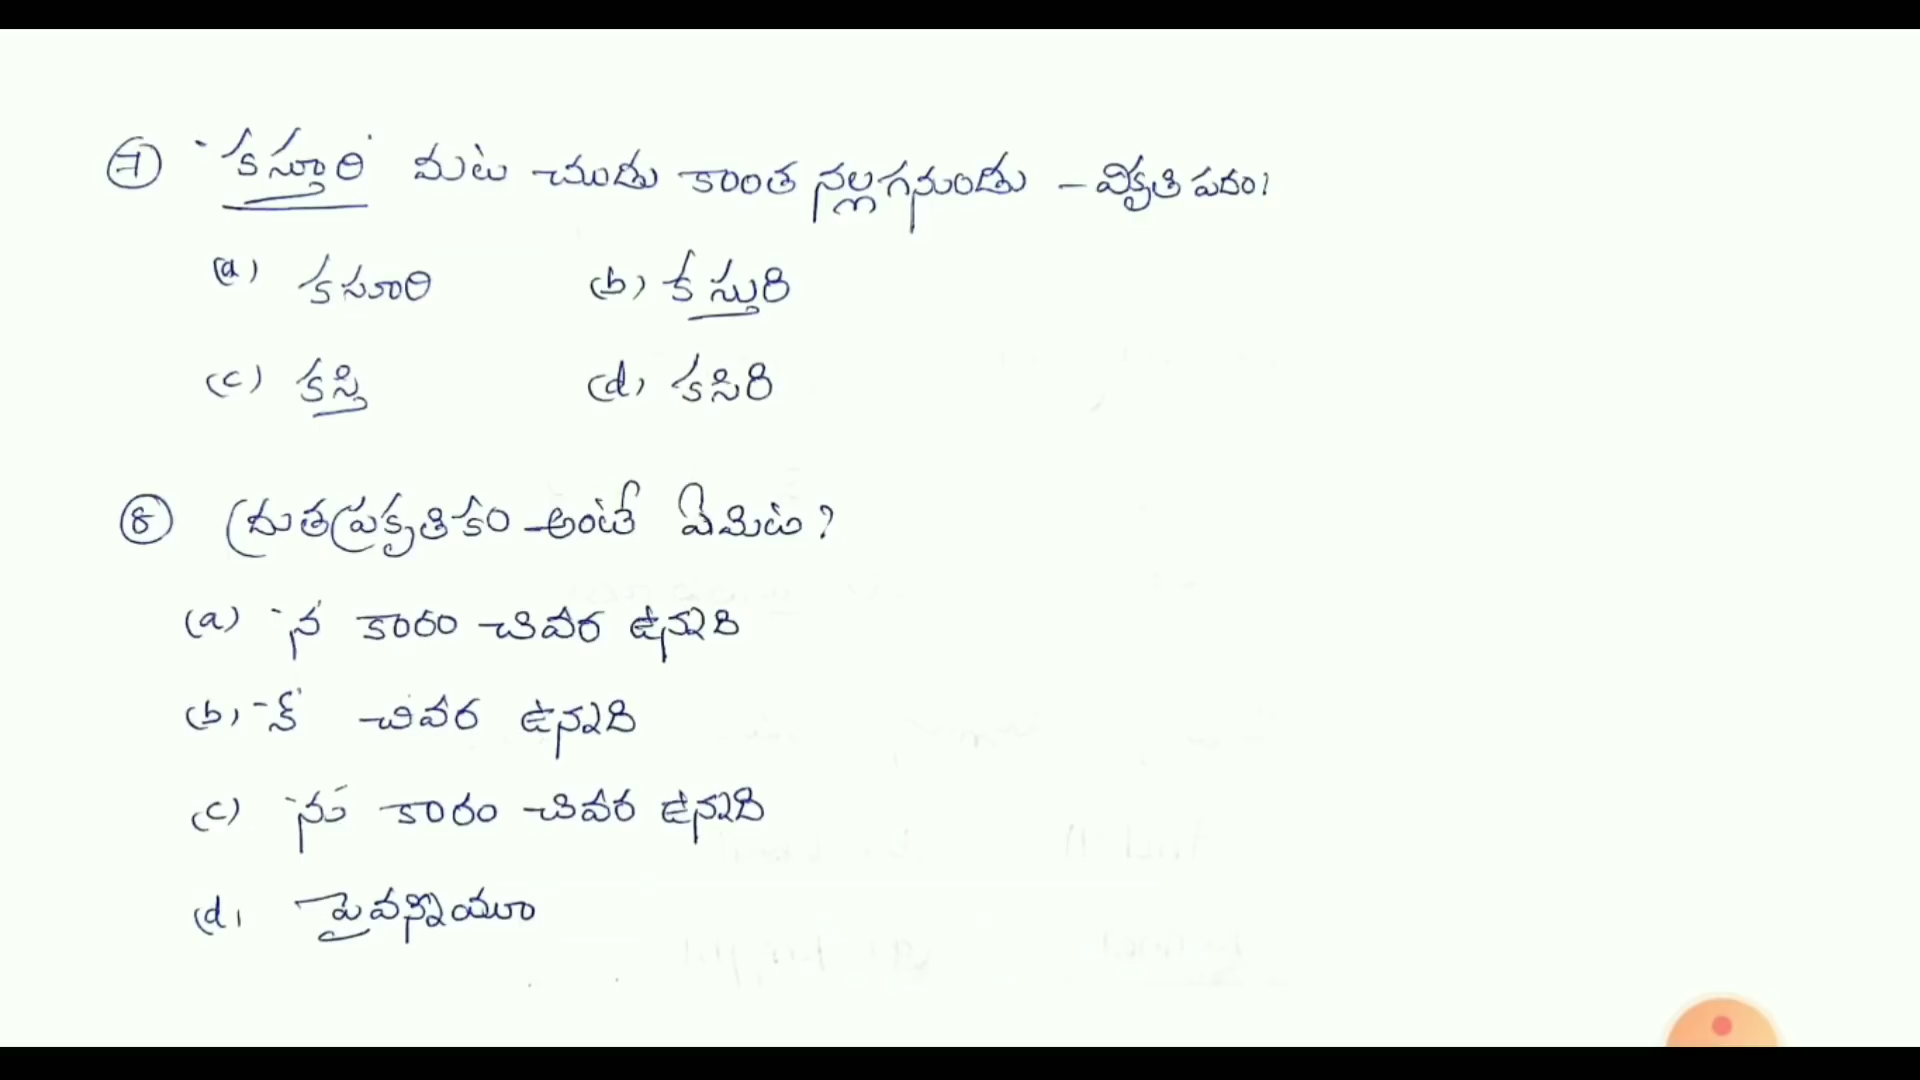 ⑦ 'కస్తూరి' మటు చుడు కాంత నల్లగనుండు – వికృతి పదం?
(a) కసూరి (b) కస్తురి
(c) కస్తి (d) కసిరి
⑧ ద్రుతప్రకృతికం అంటే ఏమిటి?
(a) 'న' కారం చివర ఉన్నది
(b) 'క్' చివర ఉన్నది
(c) 'ను' కారం చివర ఉన్నది
(d) పైవన్నియూ